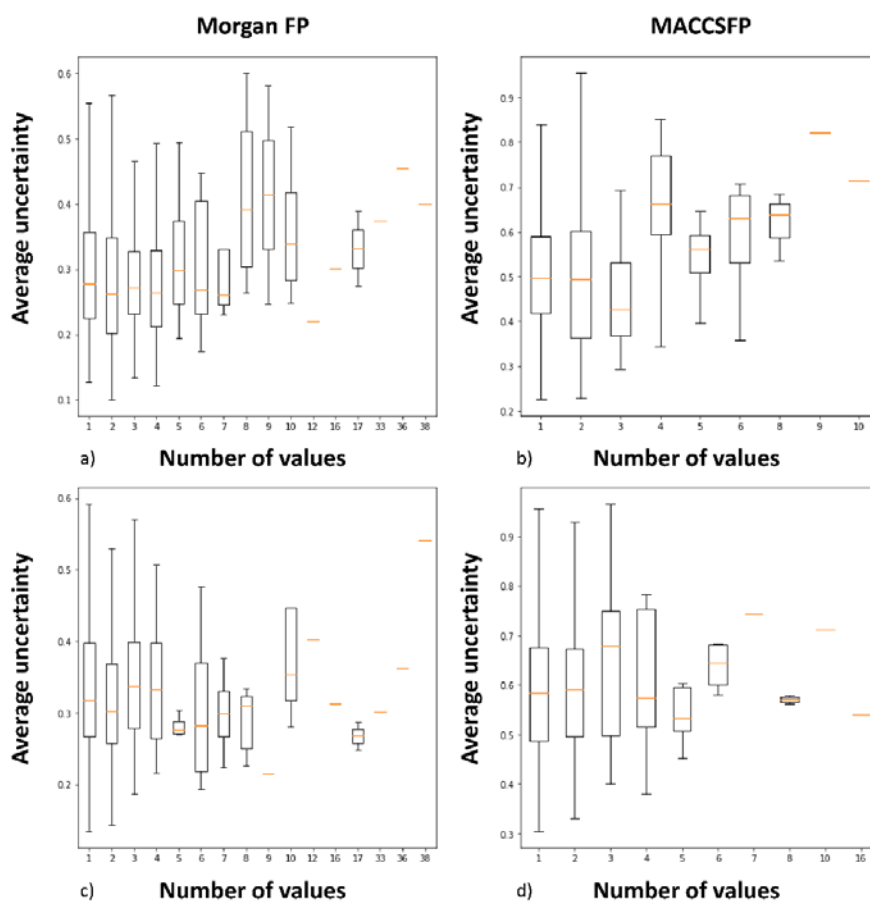 Morgan FP
MACCSFP
Average uncertainty
0.6
0.5
0.4
0.3
0.2
0.1
1 2 3 4 5 6 7 8 9 10 12 16 17 33 36 38
a) Number of values
Average uncertainty
0.9
0.8
0.7
0.6
0.5
0.4
0.3
0.2
1 2 3 4 5 6 8 9 10
b) Number of values
Average uncertainty
0.6
0.5
0.4
0.3
0.2
1 2 3 4 5 6 7 8 9 10 12 16 17 33 36 38
c) Number of values
Average uncertainty
0.9
0.8
0.7
0.6
0.5
0.4
0.3
1 2 3 4 5 6 7 8 10 16
d) Number of values